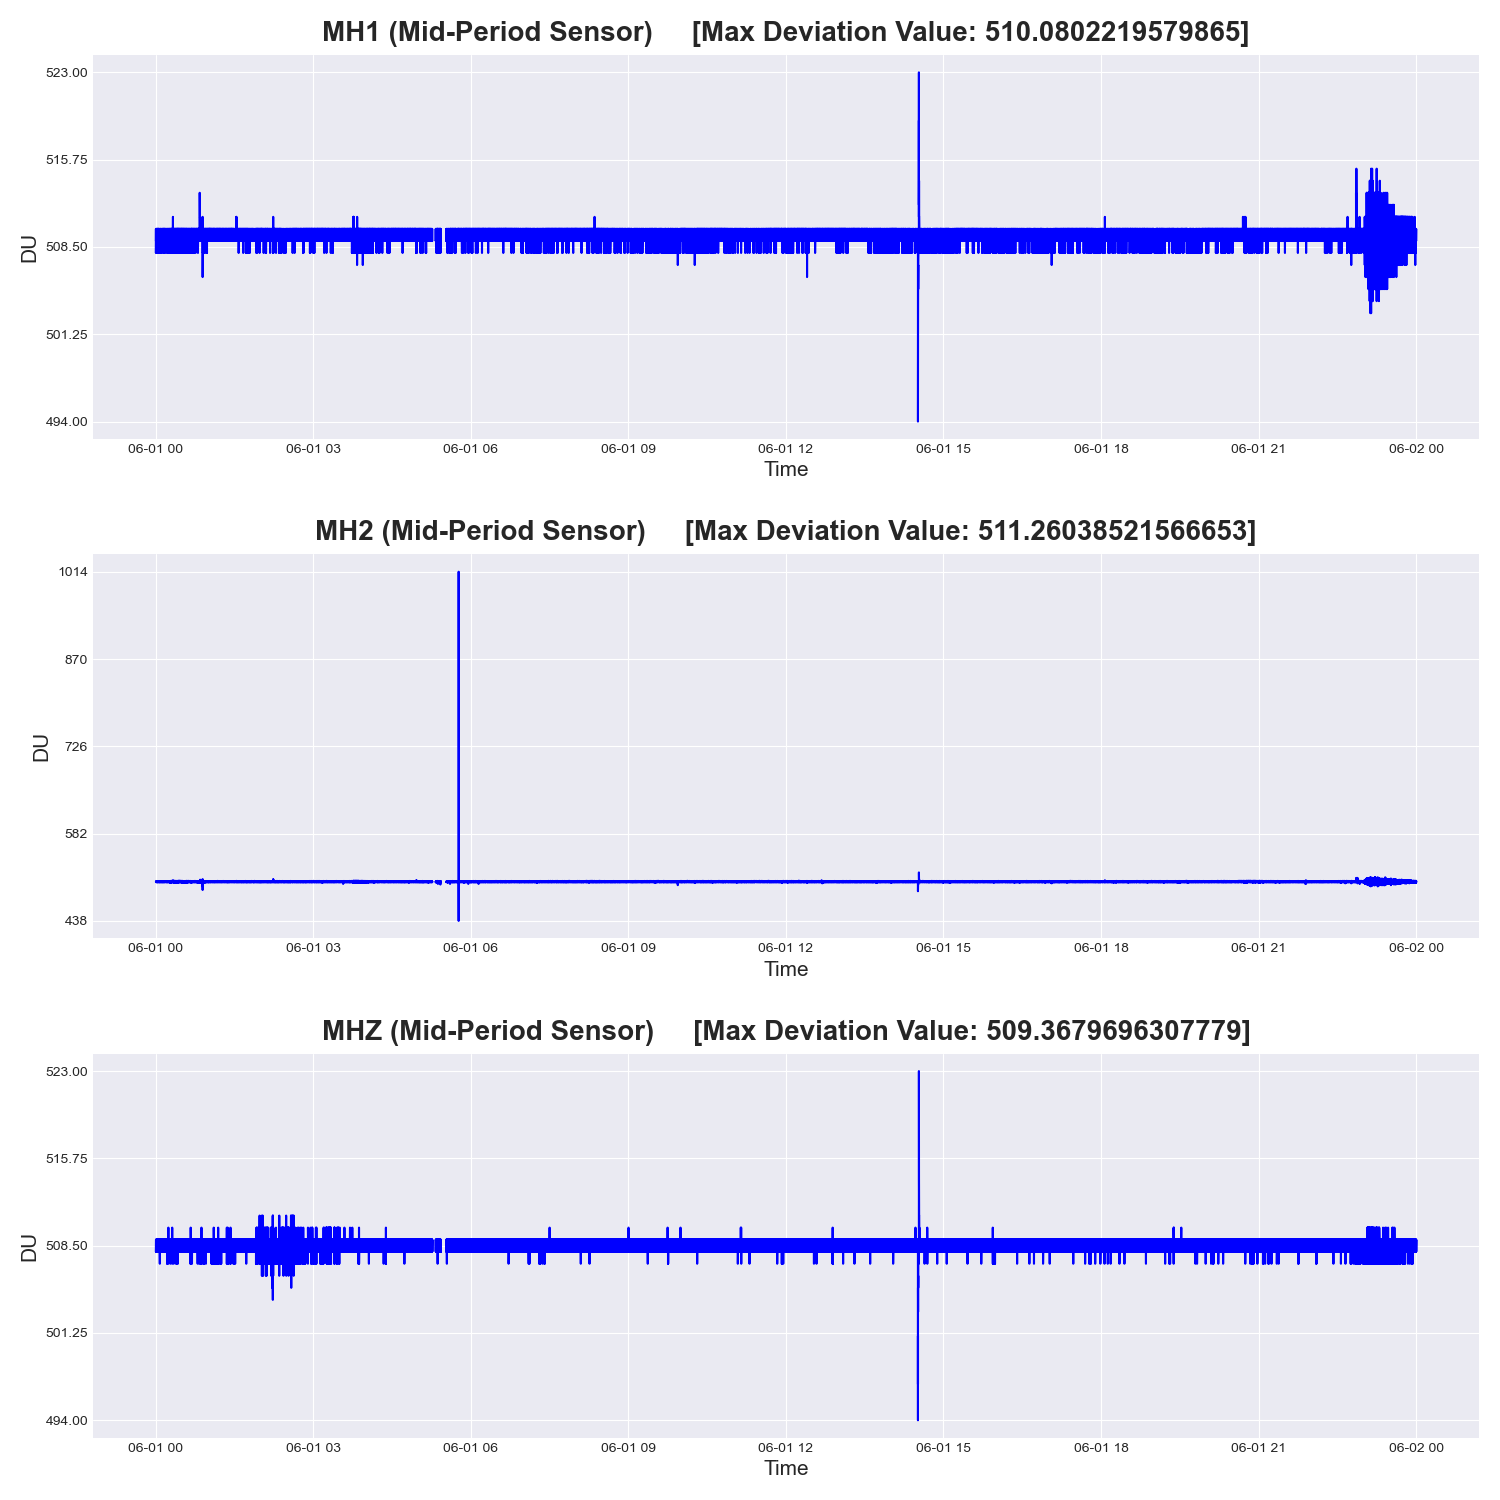 MH1 (Mid-Period Sensor) [Max Deviation Value: 510.0802219579865]
523.00
515.75
508.50
501.25
494.00
DU
06-01 00 06-01 03 06-01 06 06-01 09 06-01 12 06-01 15 06-01 18 06-01 21 06-02 00
Time
MH2 (Mid-Period Sensor) [Max Deviation Value: 511.26038521566653]
1014
870
726
582
438
DU
06-01 00 06-01 03 06-01 06 06-01 09 06-01 12 06-01 15 06-01 18 06-01 21 06-02 00
Time
MHZ (Mid-Period Sensor) [Max Deviation Value: 509.3679696307779]
523.00
515.75
508.50
501.25
494.00
DU
06-01 00 06-01 03 06-01 06 06-01 09 06-01 12 06-01 15 06-01 18 06-01 21 06-02 00
Time